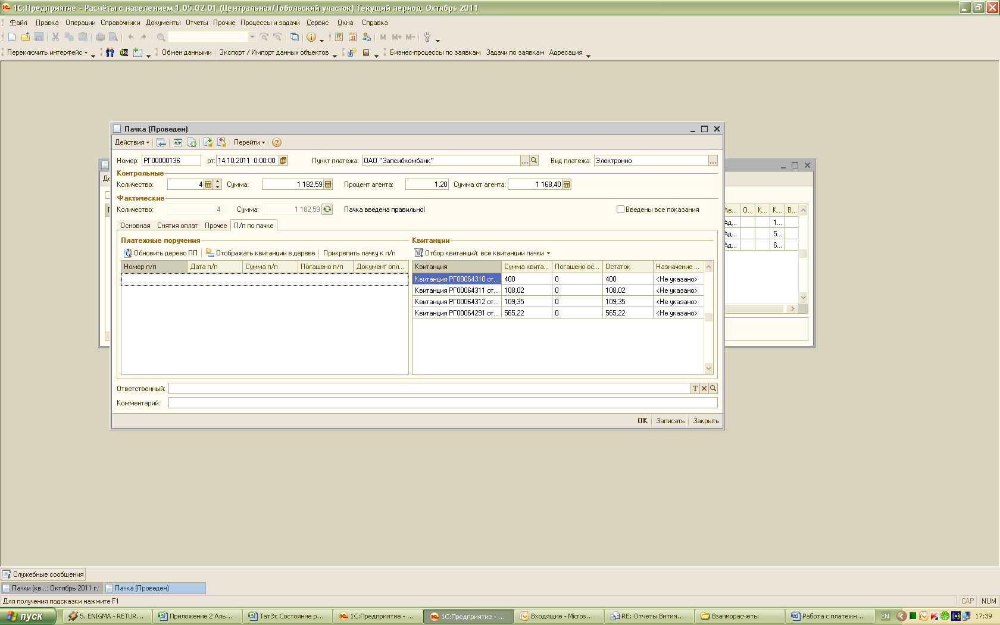 1С:Предприятие - Расчёты с населением 1.05.02.01 (Центральная/Тобольский участок) Текущий период: Октябрь 2011
Файл Правка Операции Справочники Документы Отчеты Прочие Процессы и задачи Сервис Окна Справка
M M+ M-
Переключить интерфейс Обмен данными Экспорт / Импорт данных объектов Бизнес-процессы по заявкам Задачи по заявкам Адресация
Пачка (Проведен)
Действия Перейти
Номер: РГ00000136 от: 14.10.2011 0:00:00 Пункт платежа: ОАО "Запсибкомбанк" ... Вид платежа: Электронно ...
Контрольные
Количество: 4 Сумма: 1 182,59 Процент агента: 1,20 Сумма от агента: 1 168,40
Фактические
Количество: 4 Сумма: 1 182,59 Пачка введена правильно! Введены все показания
Основная Снятия оплат Прочее П/п по пачке
Платежные поручения Квитанции
Обновить дерево ПП Отображать квитанции в дереве Прикрепить пачку к п/п Отбор квитанций: все квитанции пачки
Номер п/п Дата п/п Сумма п/п Погашено п/п Документ опл... Квитанция Сумма квита... Погашено вс... Остаток Назначение ...
Квитанция РГ00064310 от... 400 0 400 <Не указано>
Квитанция РГ00064311 от... 108,02 0 108,02 <Не указано>
Квитанция РГ00064312 от... 109,35 0 109,35 <Не указано>
Квитанция РГ00064291 от... 565,22 0 565,22 <Не указано>
Ав... О... К... К... В...
Ад... 1...
Ад... 5...
Ад... 6...
Ответственный: T
Комментарий:
OK Записать Закрыть
Служебные сообщения
Пачки (кв...: Октябрь 2011 г. Пачка (Проведен)
Для получения подсказки нажмите F1 CAP NUM
пуск 5. ENIGMA - RETUR... Приложение 2 Аль... ТатЭс Состояние р... 1С:Предприятие - ... 1С:Предприятие - ... Входящие - Micros... RE: Отчеты Витим... Взаиморасчеты Работа с платежн... EN 17:39